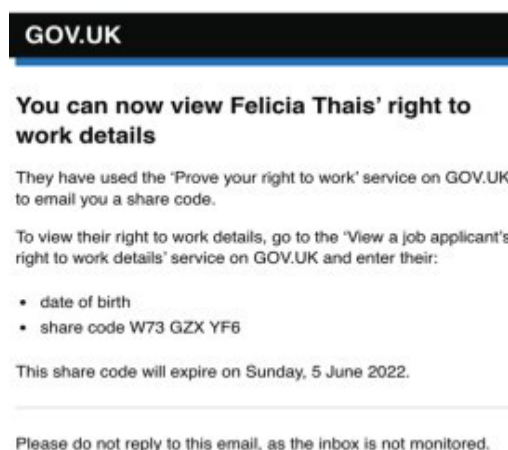 GOV.UK
You can now view Felicia Thais' right to
work details
They have used the 'Prove your right to work' service on GOV.UK
to email you a share code.
To view their right to work details, go to the 'View a job applicant's
right to work details' service on GOV.UK and enter their:
• date of birth
• share code W73 GZX YF6
This share code will expire on Sunday, 5 June 2022.
Please do not reply to this email, as the inbox is not monitored.